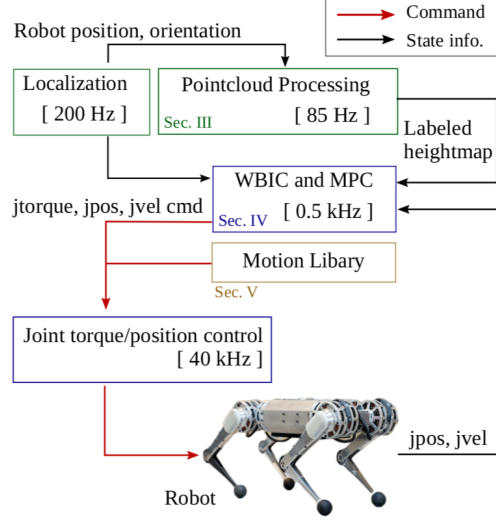 Command
State info.
Robot position, orientation
Localization
[ 200 Hz ]
Pointcloud Processing
[ 85 Hz ]
Sec. III
Labeled
heightmap
WBIC and MPC
[ 0.5 kHz ]
Sec. IV
jtorque, jpos, jvel cmd
Motion Libary
Sec. V
Joint torque/position control
[ 40 kHz ]
jpos, jvel
Robot